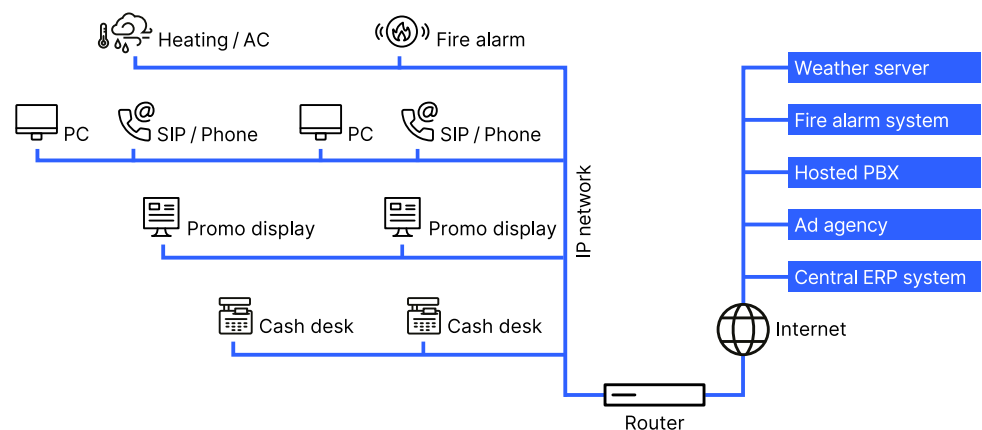 Heating / AC
Fire alarm
Weather server
PC
@
SIP / Phone
PC
@
SIP / Phone
Fire alarm system
Hosted PBX
Promo display
Promo display
IP network
Ad agency
Central ERP system
Cash desk
Cash desk
Internet
Router